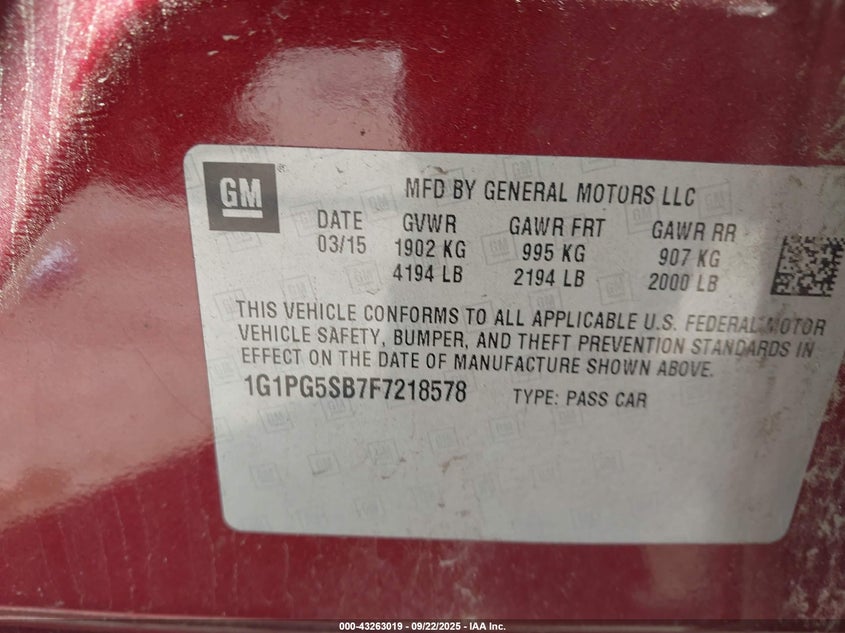 GM ®
MFD BY GENERAL MOTORS LLC
DATE GVWR GAWR FRT GAWR RR
03/15 1902 KG 995 KG 907 KG
4194 LB 2194 LB 2000 LB
THIS VEHICLE CONFORMS TO ALL APPLICABLE U.S. FEDERAL MOTOR
VEHICLE SAFETY, BUMPER, AND THEFT PREVENTION STANDARDS IN
EFFECT ON THE DATE OF MANUFACTURE SHOWN ABOVE.
1G1PG5SB7F7218578 TYPE: PASS CAR
000-43263019 - 09/22/2025 - IAA Inc.